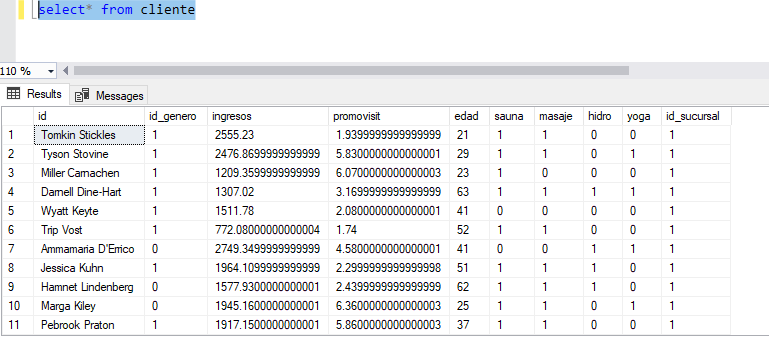 select* from cliente
110 %
Results Messages
id id_genero ingresos promovisit edad sauna masaje hidro yoga id_sucursal
1 Tomkin Stickles 1 2555.23 1.9399999999999999 21 1 1 0 0 1
2 Tyson Stovine 1 2476.8699999999999 5.8300000000000001 29 1 1 0 1 1
3 Miller Camachen 1 1209.3599999999999 6.0700000000000003 23 1 0 0 0 1
4 Darnell Dine-Hart 1 1307.02 3.1699999999999999 63 1 1 1 1 1
5 Wyatt Keyte 1 1511.78 2.0800000000000001 41 0 0 0 0 1
6 Trip Vost 1 772.08000000000004 1.74 52 1 1 0 0 1
7 Ammamaria D'Errico 0 2749.3499999999999 4.5800000000000001 41 0 0 1 1 1
8 Jessica Kuhn 1 1964.1099999999999 2.2999999999999998 51 1 1 1 0 1
9 Hamnet Lindenberg 0 1577.9300000000001 2.4399999999999999 62 1 1 1 0 1
10 Marga Kiley 0 1945.1600000000001 6.3600000000000003 25 1 1 0 1 1
11 Pebrook Praton 1 1917.1500000000001 5.8600000000000003 37 1 1 0 0 1